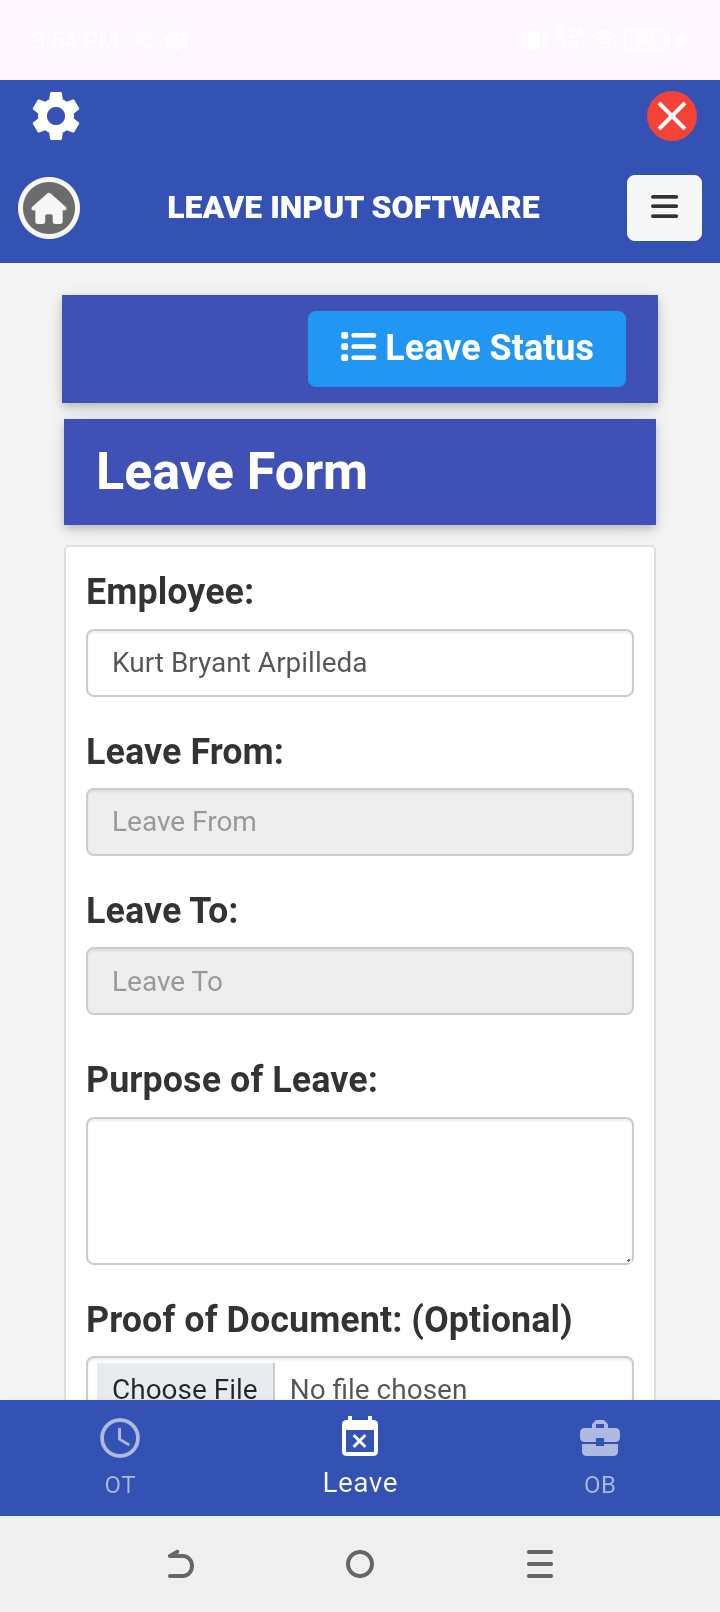 3:54 PM
LEAVE INPUT SOFTWARE
Leave Status
Leave Form
Employee:
Kurt Bryant Arpilleda
Leave From:
Leave From
Leave To:
Leave To
Purpose of Leave:
Proof of Document: (Optional)
Choose File No file chosen
OT Leave OB